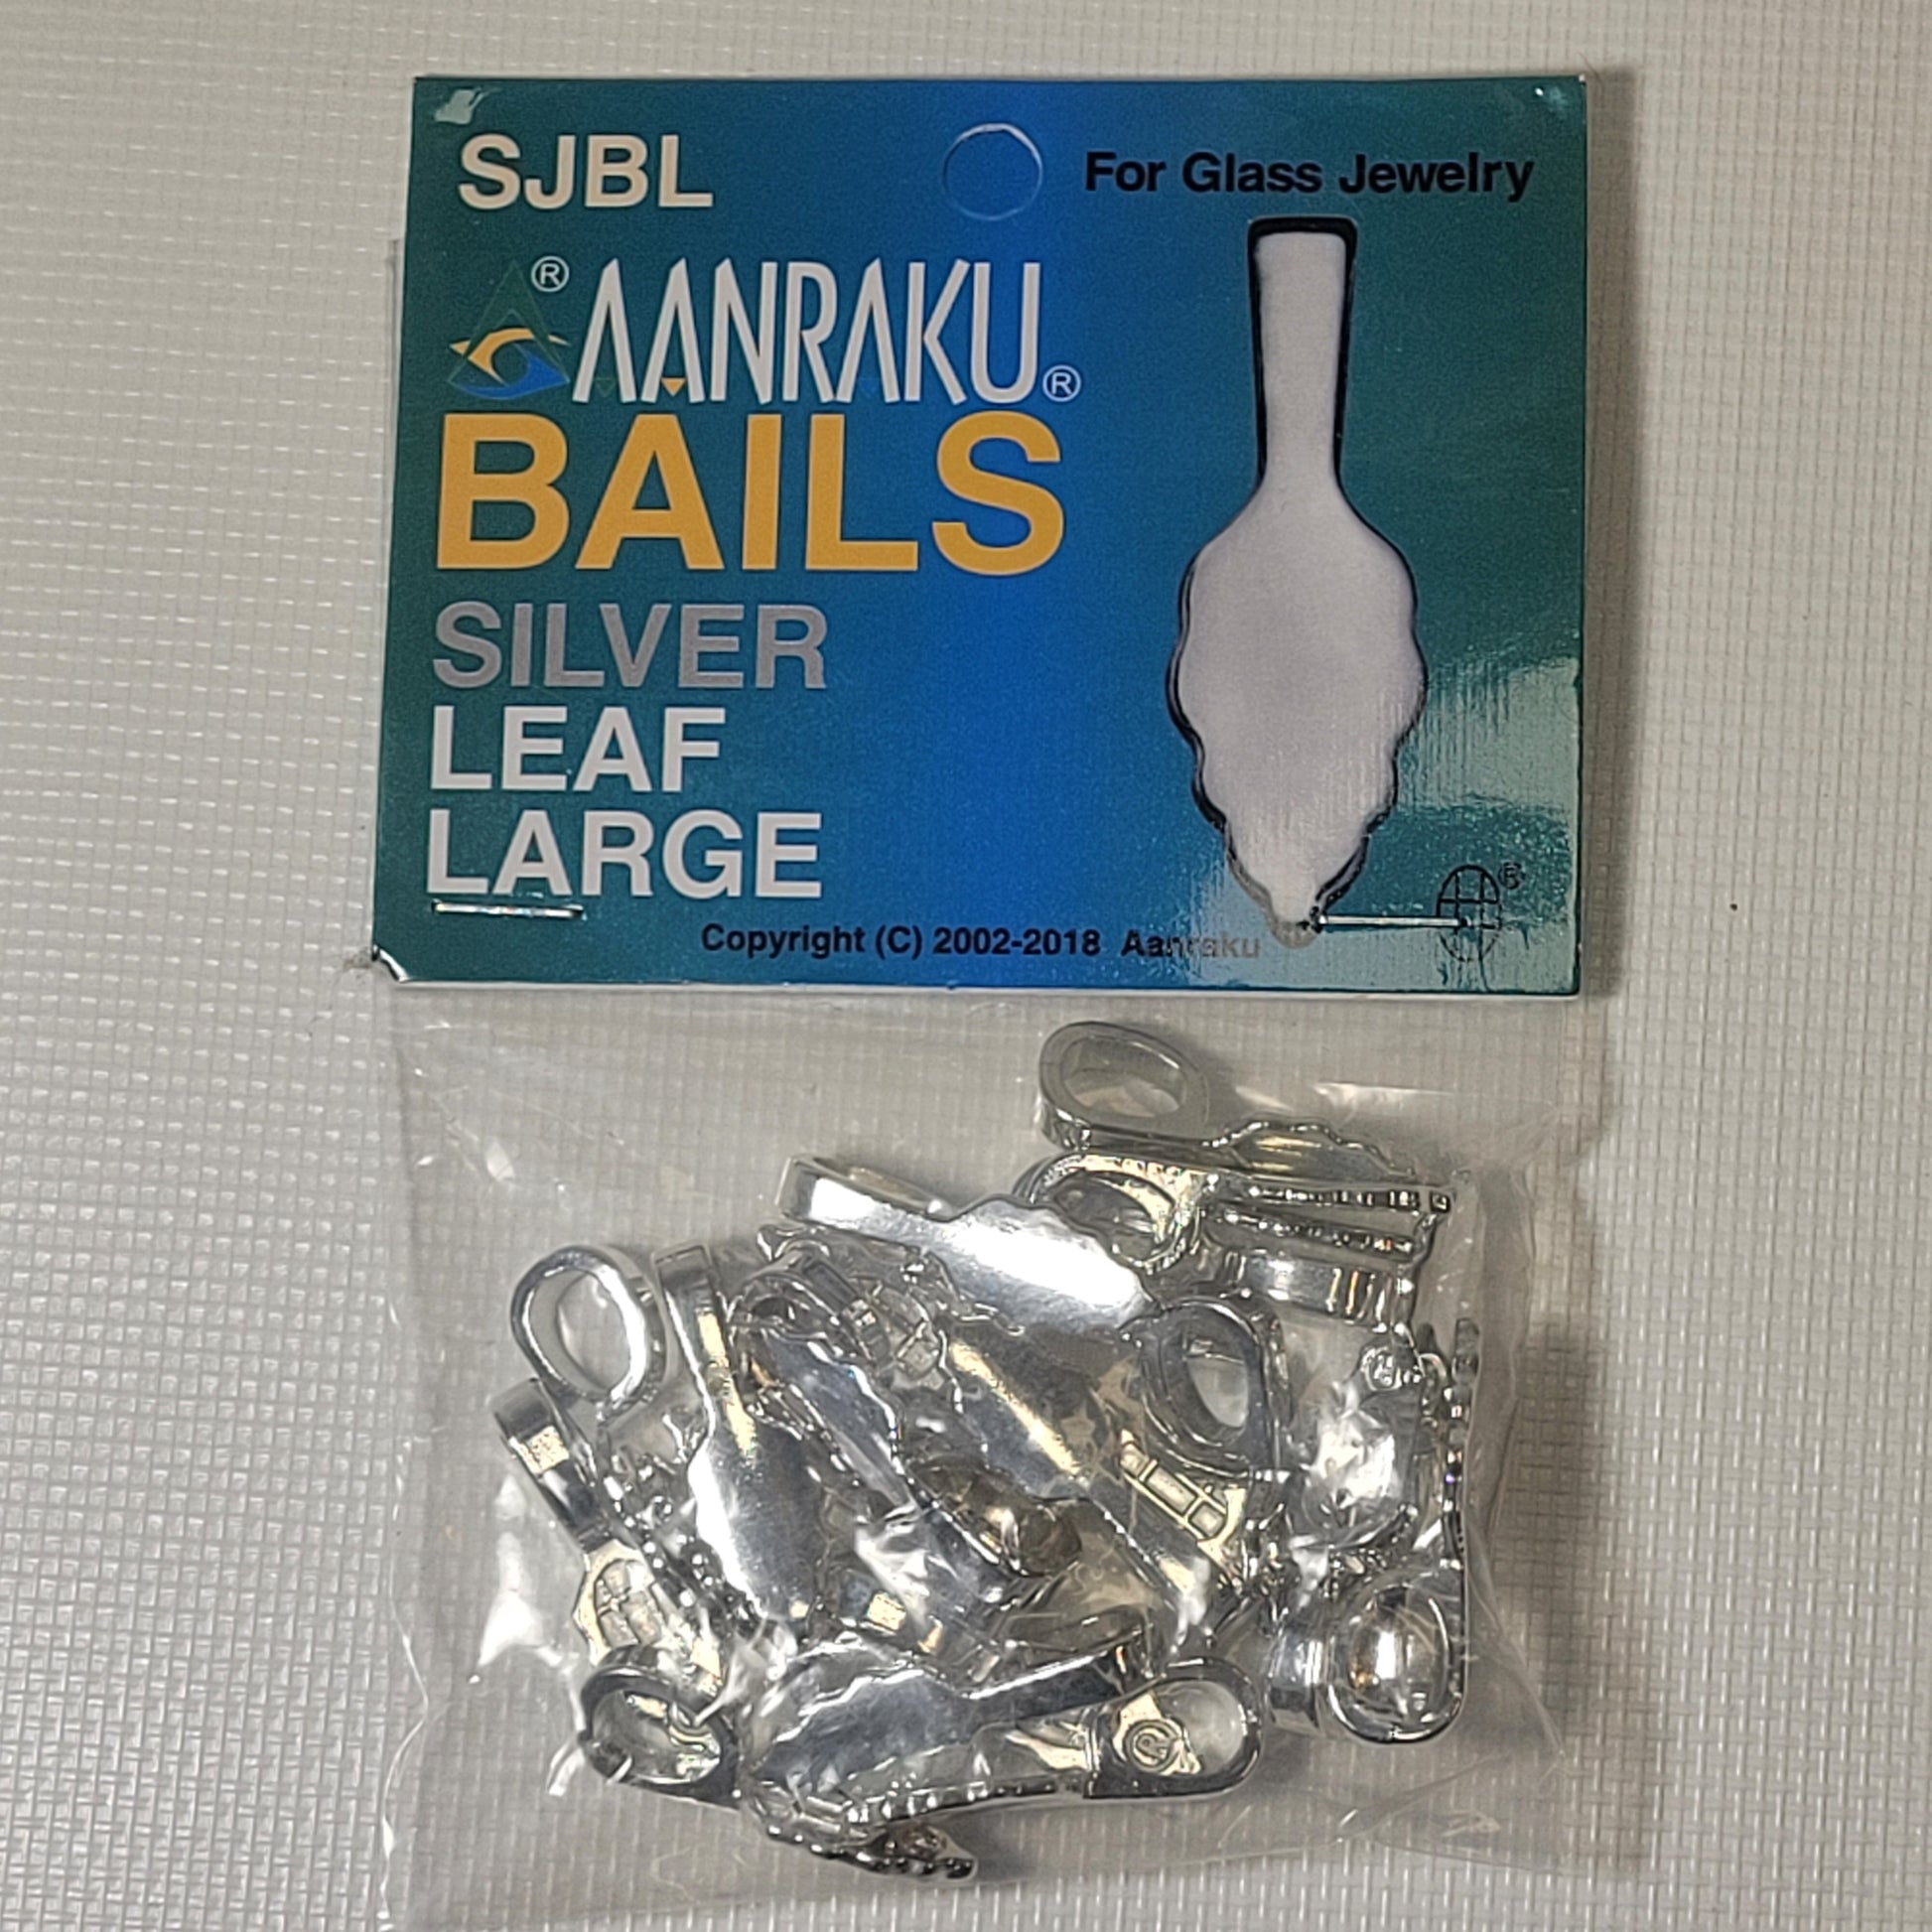 SJBL
For Glass Jewelry
® AANRAKU®
BAILS
SILVER
LEAF
LARGE
®
Copyright (C) 2002-2018 Aanraku
®